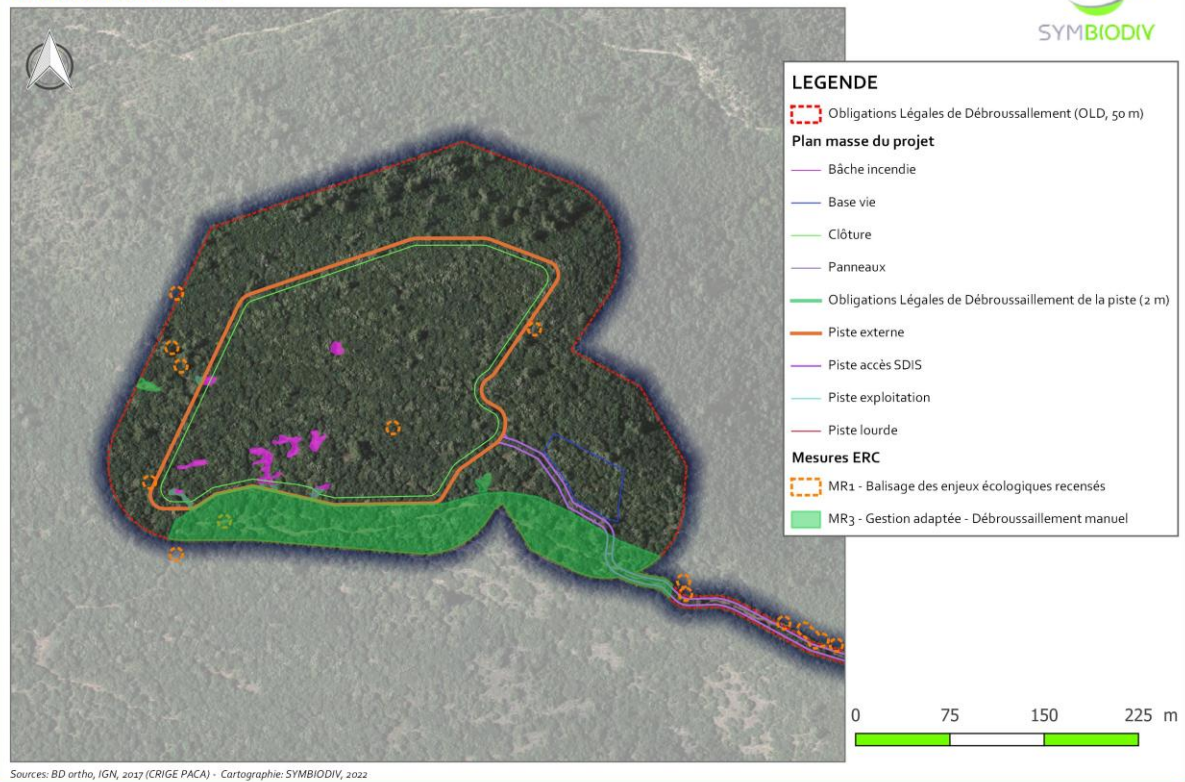 SYMBIODIV
LEGENDE
Obligations Légales de Débroussallement (OLD, 50 m)
Plan masse du projet
Bâche incendie
Base vie
Clôture
Panneaux
Obligations Légales de Débroussaillement de la piste (2 m)
Piste externe
Piste accès SDIS
Piste exploitation
Piste lourde
Mesures ERC
MR1 - Balisage des enjeux écologiques recensés
MR3 - Gestion adaptée - Débroussaillement manuel
0 75 150 225 m
Sources: BD ortho, IGN, 2017 (CRIGE PACA) - Cartographie: SYMBIODIV, 2022